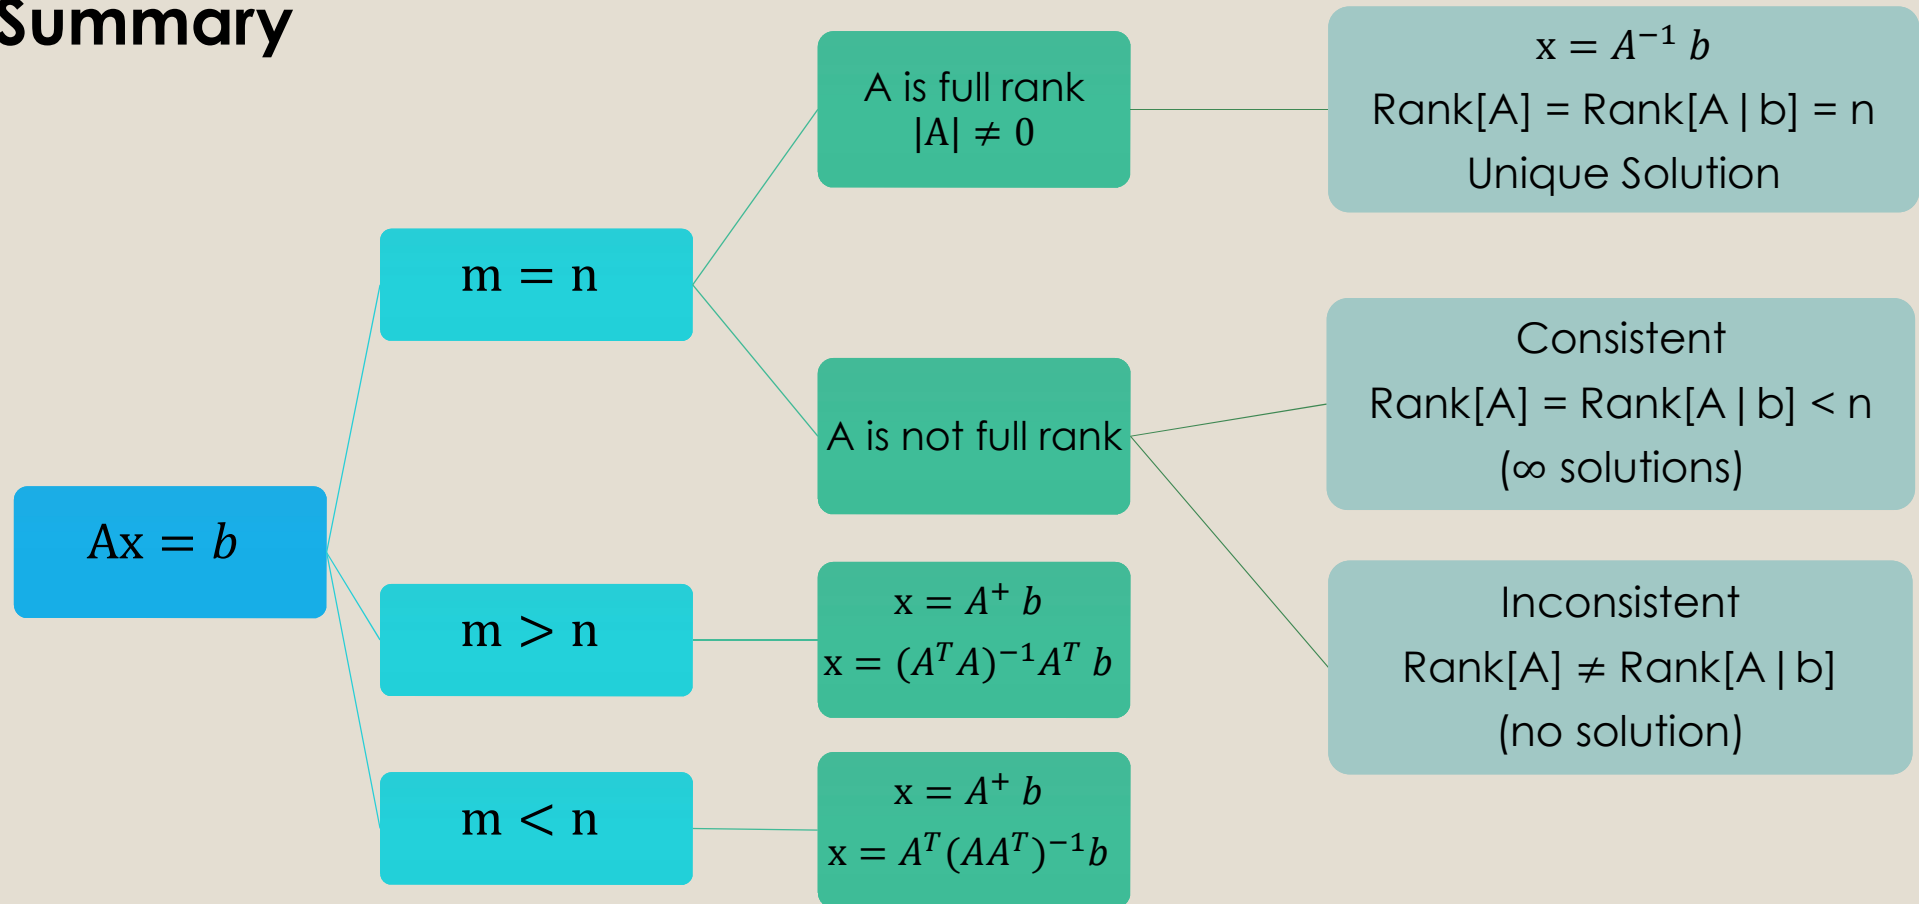 Summary
Ax = b
m = n
A is full rank
|A| ≠ 0
x = A⁻¹ b
Rank[A] = Rank[A|b] = n
Unique Solution
A is not full rank
Consistent
Rank[A] = Rank[A|b] < n
(∞ solutions)
Inconsistent
Rank[A] ≠ Rank[A|b]
(no solution)
m > n
x = A⁺ b
x = (AᵀA)⁻¹Aᵀ b
m < n
x = A⁺ b
x = Aᵀ(AAᵀ)⁻¹b